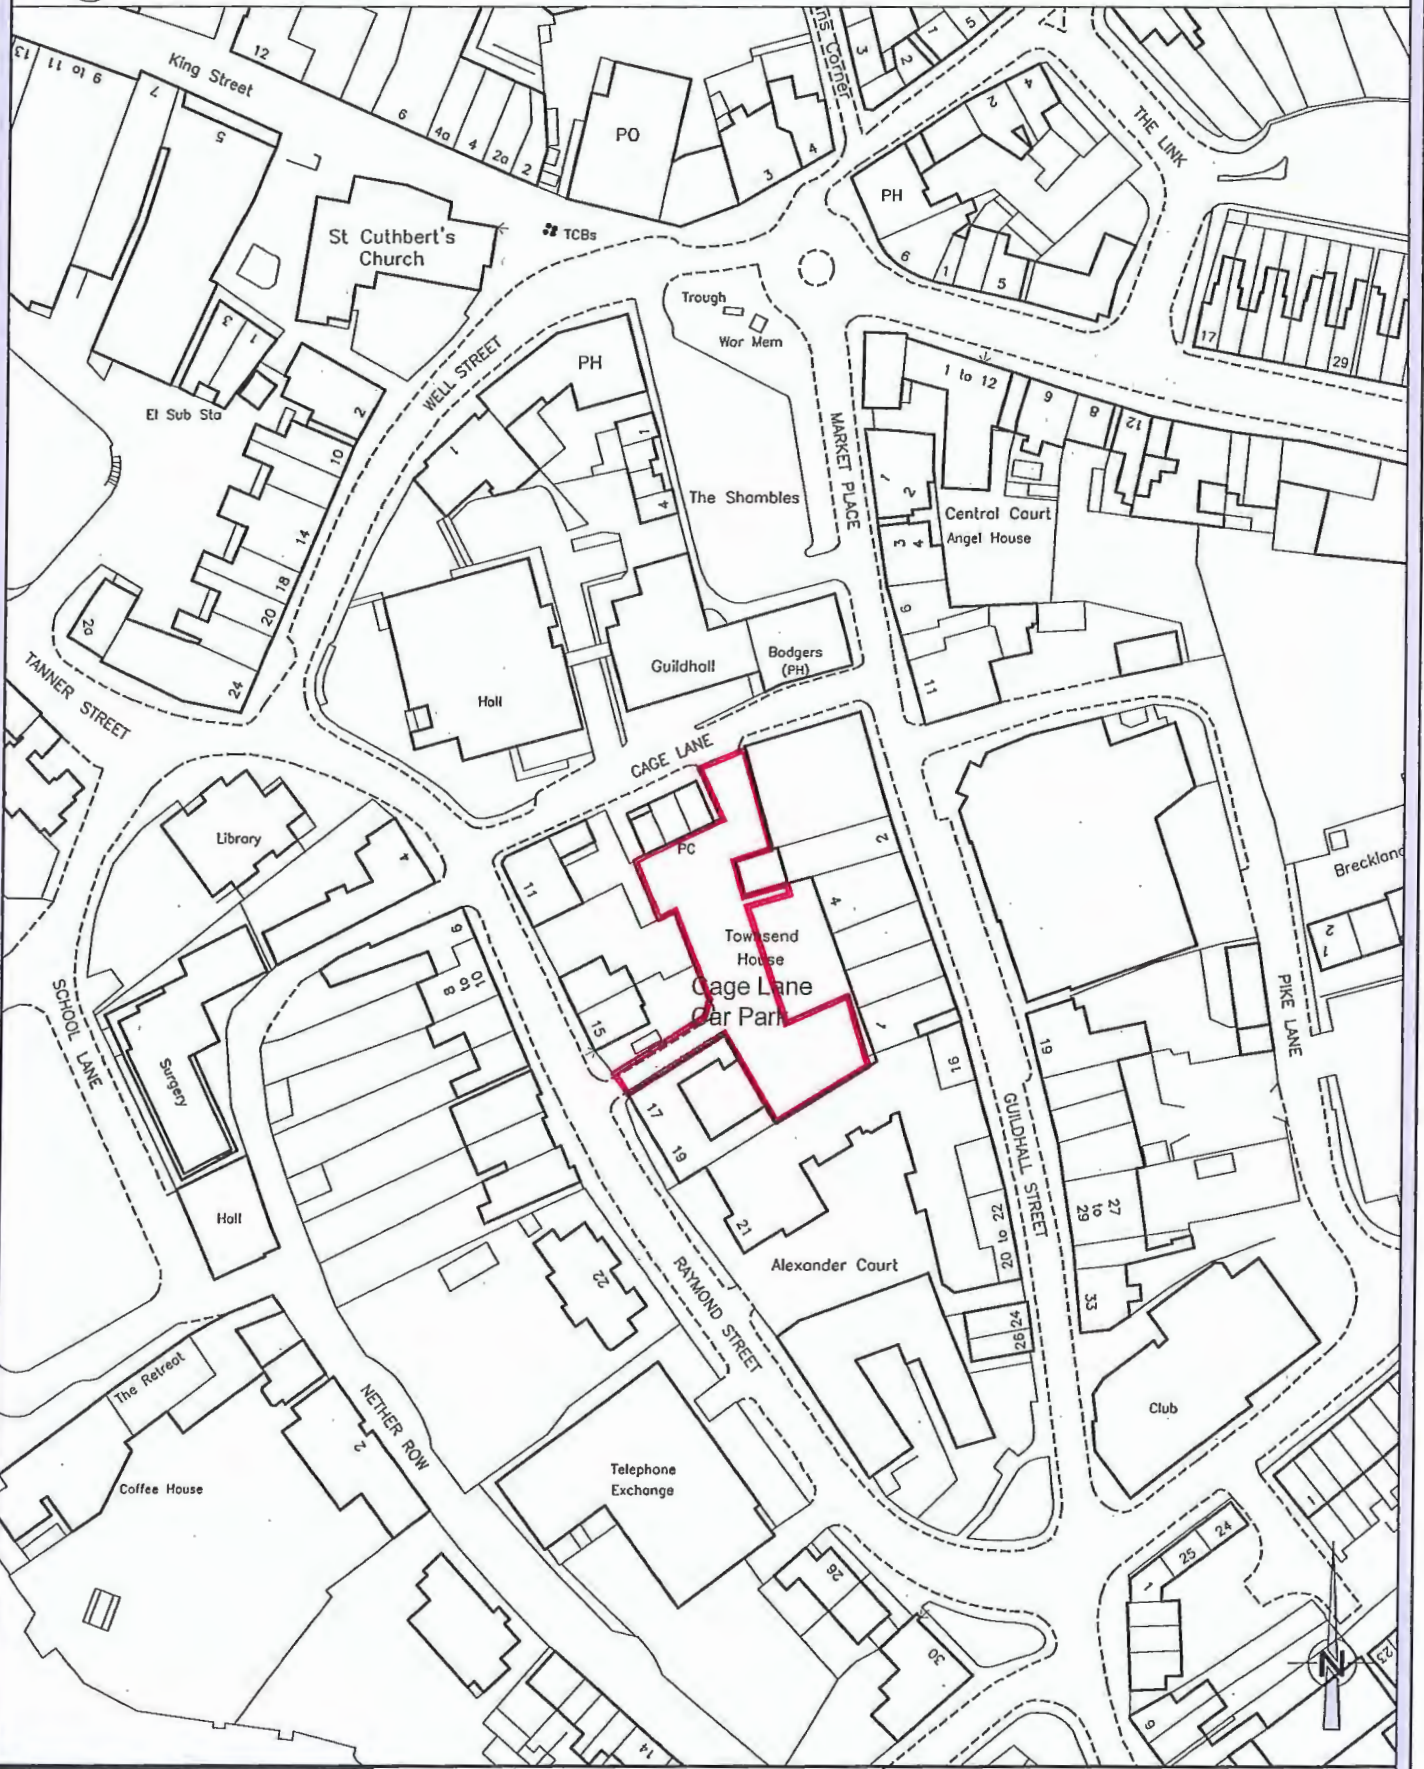 King Street
13
9 to 11
7
5
12
6
4a
4
2a
2
PO
3
4
3
2
1
5
2
4
THE LINK
PH
6
1
5
St Cuthbert's
Church
TCBs
Trough
War Mem
17
29
WELL STREET
PH
3
1
2
El Sub Sta
10
14
18
20
24
2a
TANNER STREET
1
1
4
The Shambles
MARKET PLACE
1 to 12
6
8
12
1
2
3
4
6
11
Central Court
Angel House
Hall
Guildhall
Bodgers
(PH)
CAGE LANE
PC
Library
4
11
2
4
Townsend
House
Cage Lane
Car Park
15
17
19
7
16
21
Breckland
2
1
PIKE LANE
SCHOOL LANE
Surgery
Hall
6
8
10
10a
22
GUILDHALL STREET
19
22 to 20
27
to
29
33
Alexander Court
RAYMOND STREET
26 24
Club
The Retreat
2
NETHER ROW
Coffee House
Telephone
Exchange
26
30
14
1
24
25
1
9
23
N